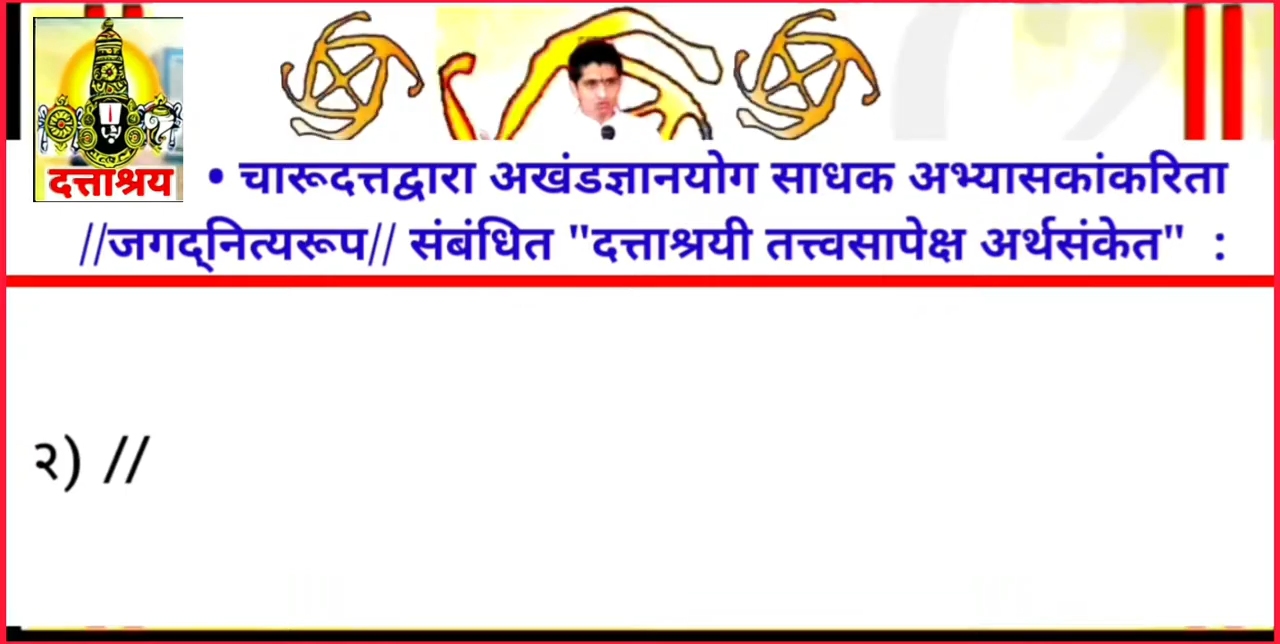 दत्ताश्रय
• चारूदत्तद्वारा अखंडज्ञानयोग साधक अभ्यासकांकरिता
//जगद्‌नित्यरूप// संबंधित "दत्ताश्रयी तत्त्वसापेक्ष अर्थसंकेत" :
२) //